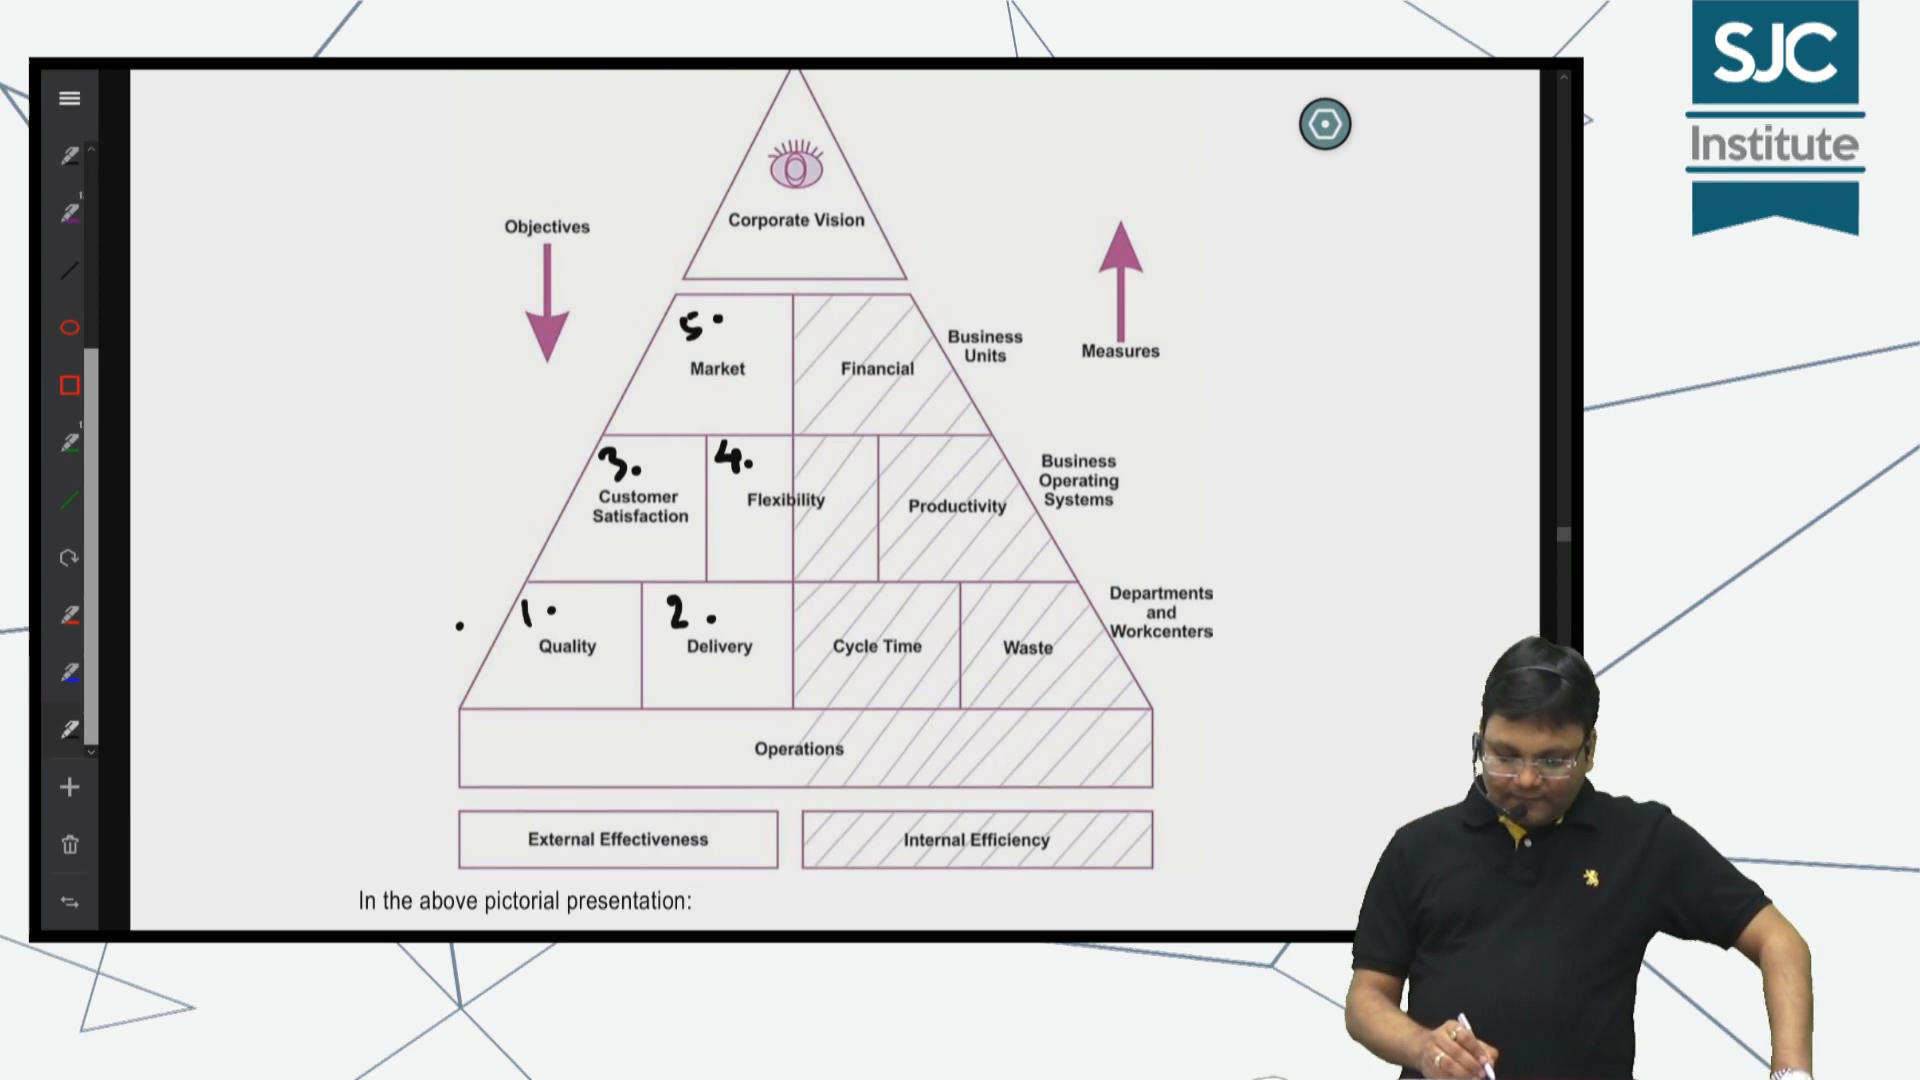 SJC
Institute
Corporate Vision
Objectives
Measures
5.
Market
Financial
Business
Units
3.
4.
Customer
Satisfaction
Flexibility
Productivity
Business
Operating
Systems
1.
2.
Quality
Delivery
Cycle Time
Waste
Departments
and
Workcenters
Operations
External Effectiveness
Internal Efficiency
In the above pictorial presentation: